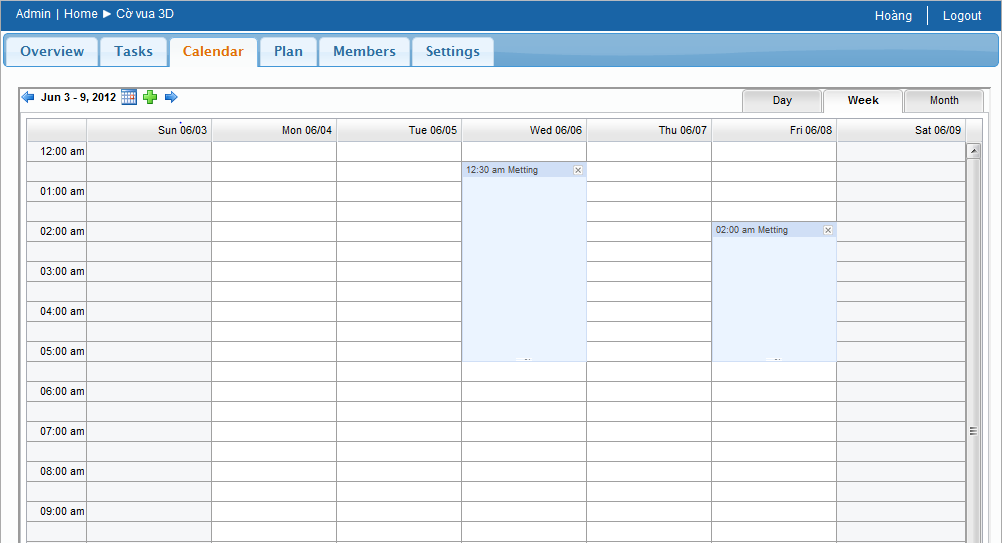 Admin | Home ► Cờ vua 3D
Hoàng | Logout
Overview Tasks Calendar Plan Members Settings
Jun 3 - 9, 2012
Day Week Month
Sun 06/03 Mon 06/04 Tue 06/05 Wed 06/06 Thu 06/07 Fri 06/08 Sat 06/09
12:00 am
12:30 am Metting
01:00 am
02:00 am
02:00 am Metting
03:00 am
04:00 am
05:00 am
06:00 am
07:00 am
08:00 am
09:00 am